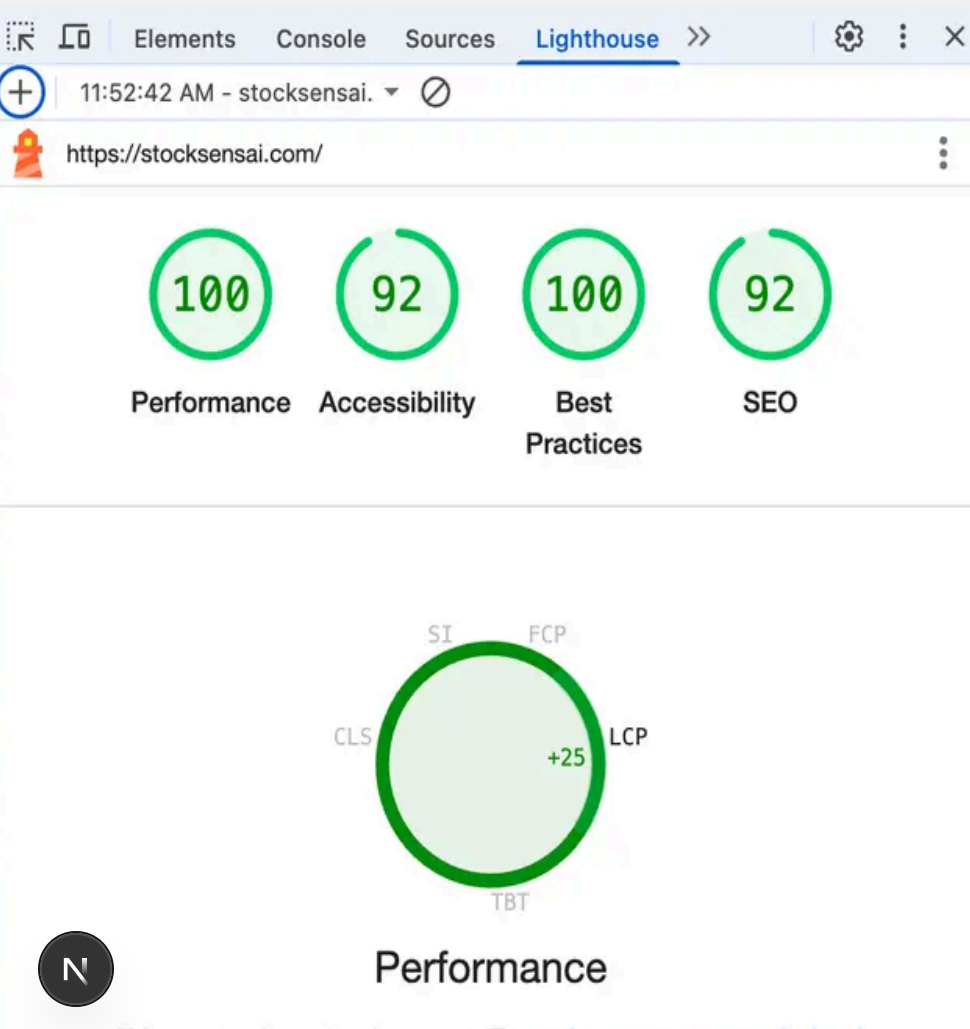 Elements Console Sources Lighthouse
11:52:42 AM - stocksensai.
https://stocksensai.com/
100 92 100 92
Performance Accessibility Best Practices SEO
SI FCP
CLS LCP
+25
TBT
N
Performance